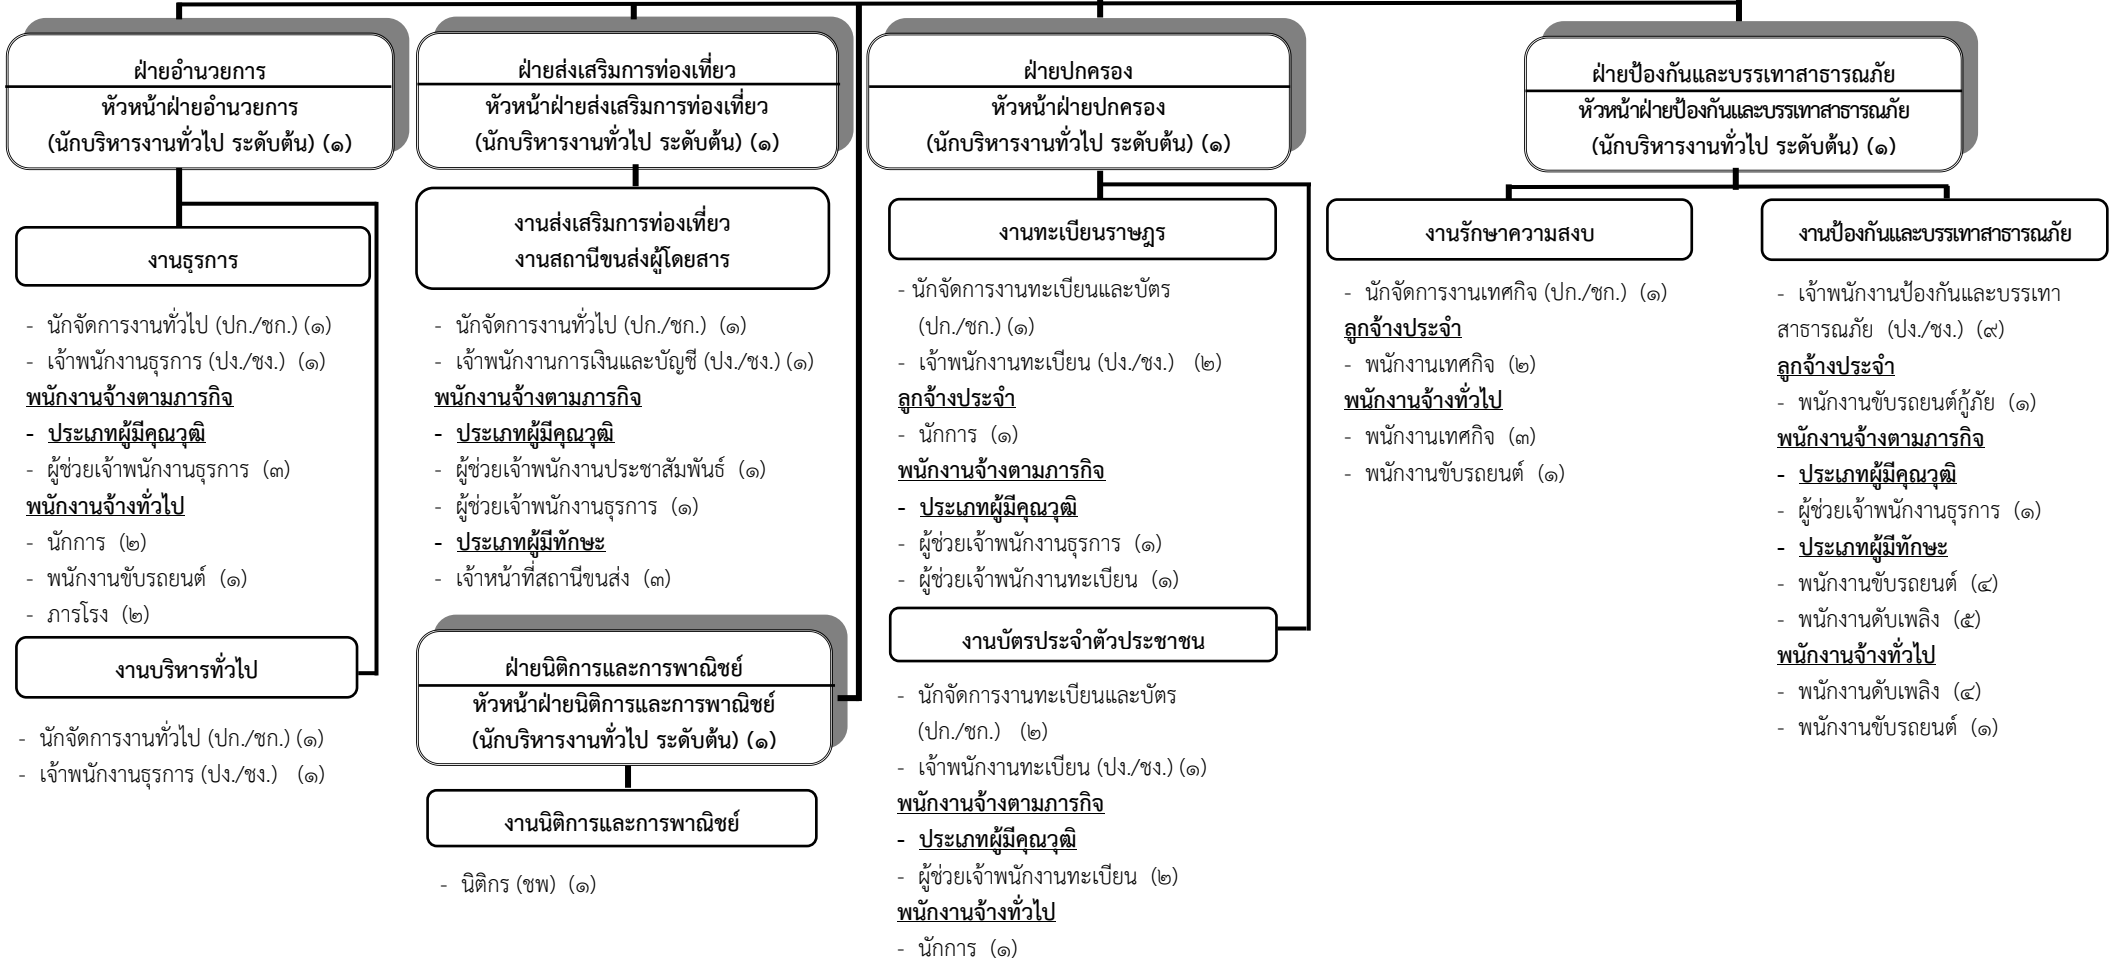 ฝ่ายอำนวยการ
หัวหน้าฝ่ายอำนวยการ
(นักบริหารงานทั่วไป ระดับต้น) (๑)
งานธุรการ
- นักจัดการงานทั่วไป (ปก./ชก.) (๑)
- เจ้าพนักงานธุรการ (ปง./ชง.) (๑)
พนักงานจ้างตามภารกิจ
- ประเภทผู้มีคุณวุฒิ
- ผู้ช่วยเจ้าพนักงานธุรการ (๓)
พนักงานจ้างทั่วไป
- นักการ (๒)
- พนักงานขับรถยนต์ (๑)
- ภารโรง (๒)
งานบริหารทั่วไป
- นักจัดการงานทั่วไป (ปก./ชก.) (๑)
- เจ้าพนักงานธุรการ (ปง./ชง.) (๑)
ฝ่ายส่งเสริมการท่องเที่ยว
หัวหน้าฝ่ายส่งเสริมการท่องเที่ยว
(นักบริหารงานทั่วไป ระดับต้น) (๑)
งานส่งเสริมการท่องเที่ยว
งานสถานีขนส่งผู้โดยสาร
- นักจัดการงานทั่วไป (ปก./ชก.) (๑)
- เจ้าพนักงานการเงินและบัญชี (ปง./ชง.) (๑)
พนักงานจ้างตามภารกิจ
- ประเภทผู้มีคุณวุฒิ
- ผู้ช่วยเจ้าพนักงานประชาสัมพันธ์ (๑)
- ผู้ช่วยเจ้าพนักงานธุรการ (๑)
- ประเภทผู้มีทักษะ
- เจ้าหน้าที่สถานีขนส่ง (๓)
ฝ่ายนิติการและการพาณิชย์
หัวหน้าฝ่ายนิติการและการพาณิชย์
(นักบริหารงานทั่วไป ระดับต้น) (๑)
งานนิติการและการพาณิชย์
- นิติกร (ชพ) (๑)
ฝ่ายปกครอง
หัวหน้าฝ่ายปกครอง
(นักบริหารงานทั่วไป ระดับต้น) (๑)
งานทะเบียนราษฎร
- นักจัดการงานทะเบียนและบัตร
(ปก./ชก.) (๑)
- เจ้าพนักงานทะเบียน (ปง./ชง.) (๒)
ลูกจ้างประจำ
- นักการ (๑)
พนักงานจ้างตามภารกิจ
- ประเภทผู้มีคุณวุฒิ
- ผู้ช่วยเจ้าพนักงานธุรการ (๑)
- ผู้ช่วยเจ้าพนักงานทะเบียน (๑)
งานบัตรประจำตัวประชาชน
- นักจัดการงานทะเบียนและบัตร
(ปก./ชก.) (๒)
- เจ้าพนักงานทะเบียน (ปง./ชง.) (๑)
พนักงานจ้างตามภารกิจ
- ประเภทผู้มีคุณวุฒิ
- ผู้ช่วยเจ้าพนักงานทะเบียน (๒)
พนักงานจ้างทั่วไป
- นักการ (๑)
ฝ่ายป้องกันและบรรเทาสาธารณภัย
หัวหน้าฝ่ายป้องกันและบรรเทาสาธารณภัย
(นักบริหารงานทั่วไป ระดับต้น) (๑)
งานรักษาความสงบ
- นักจัดการงานเทศกิจ (ปก./ชก.) (๑)
ลูกจ้างประจำ
- พนักงานเทศกิจ (๒)
พนักงานจ้างทั่วไป
- พนักงานเทศกิจ (๓)
- พนักงานขับรถยนต์ (๑)
งานป้องกันและบรรเทาสาธารณภัย
- เจ้าพนักงานป้องกันและบรรเทา
สาธารณภัย (ปง./ชง.) (๙)
ลูกจ้างประจำ
- พนักงานขับรถยนต์กู้ภัย (๑)
พนักงานจ้างตามภารกิจ
- ประเภทผู้มีคุณวุฒิ
- ผู้ช่วยเจ้าพนักงานธุรการ (๑)
- ประเภทผู้มีทักษะ
- พนักงานขับรถยนต์ (๔)
- พนักงานดับเพลิง (๕)
พนักงานจ้างทั่วไป
- พนักงานดับเพลิง (๔)
- พนักงานขับรถยนต์ (๑)